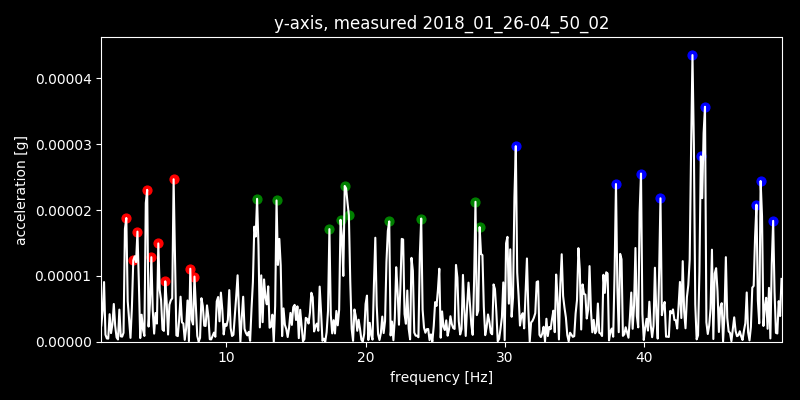 y-axis, measured 2018_01_26-04_50_02
0.00004
0.00003
0.00002
0.00001
0.00000
acceleration [g]
10 20 30 40
frequency [Hz]